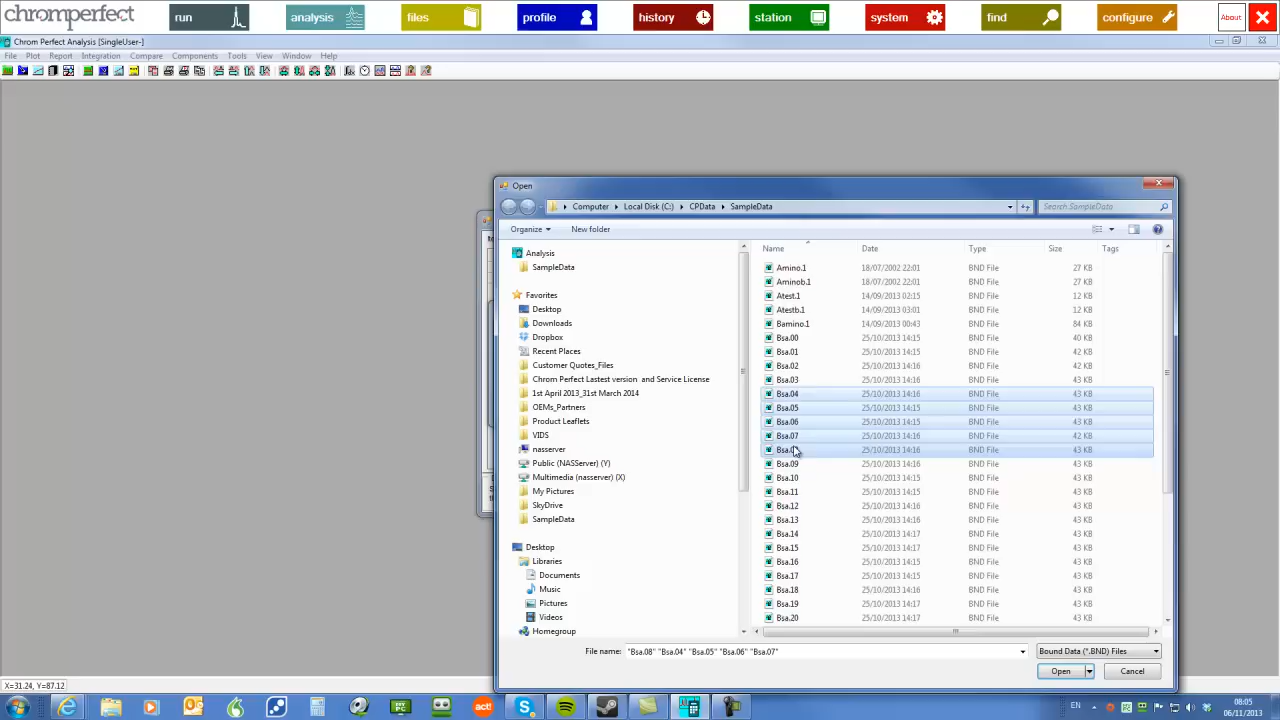 chromperfect
run
analysis
files
profile
history
station
system
find
configure
About
Chrom Perfect Analysis [SingleUser-]
File Plot Report Integration Compare Components Tools View Window Help
Open
Computer Local Disk (C:) CPData SampleData
Search SampleData
Organize New folder
Analysis
SampleData
Favorites
Desktop
Downloads
Dropbox
Recent Places
Customer Quotes_Files
Chrom Perfect Lastest version and Service License
1st April 2013_31st March 2014
OEMs_Partners
Product Leaflets
VIDS
nasserver
Public (NASServer) (Y)
Multimedia (nasserver) (X)
My Pictures
SkyDrive
SampleData
Desktop
Libraries
Documents
Music
Pictures
Videos
Homegroup
Name Date Type Size Tags
Amino.1 18/07/2002 22:01 BND File 27 KB
Aminob.1 18/07/2002 22:01 BND File 27 KB
Atest.1 14/09/2013 02:15 BND File 12 KB
Atestb.1 14/09/2013 03:01 BND File 12 KB
Bamino.1 14/09/2013 00:43 BND File 84 KB
Bsa.00 25/10/2013 14:15 BND File 40 KB
Bsa.01 25/10/2013 14:15 BND File 42 KB
Bsa.02 25/10/2013 14:16 BND File 42 KB
Bsa.03 25/10/2013 14:16 BND File 43 KB
Bsa.04 25/10/2013 14:16 BND File 43 KB
Bsa.05 25/10/2013 14:15 BND File 43 KB
Bsa.06 25/10/2013 14:15 BND File 43 KB
Bsa.07 25/10/2013 14:16 BND File 42 KB
25/10/2013 14:16 BND File 43 KB
Bsa.09 25/10/2013 14:16 BND File 43 KB
Bsa.10 25/10/2013 14:15 BND File 43 KB
Bsa.11 25/10/2013 14:15 BND File 43 KB
Bsa.12 25/10/2013 14:16 BND File 43 KB
Bsa.13 25/10/2013 14:16 BND File 43 KB
Bsa.14 25/10/2013 14:17 BND File 43 KB
Bsa.15 25/10/2013 14:17 BND File 43 KB
Bsa.16 25/10/2013 14:15 BND File 43 KB
Bsa.17 25/10/2013 14:15 BND File 43 KB
Bsa.18 25/10/2013 14:16 BND File 43 KB
Bsa.19 25/10/2013 14:17 BND File 43 KB
Bsa.20 25/10/2013 14:17 BND File 43 KB
File name: "Bsa.08" "Bsa.04" "Bsa.05" "Bsa.06" "Bsa.07"
Bound Data (*.BND) Files
Open Cancel
X=31.24, Y=87.12
act!
EN
08:05
06/11/2013